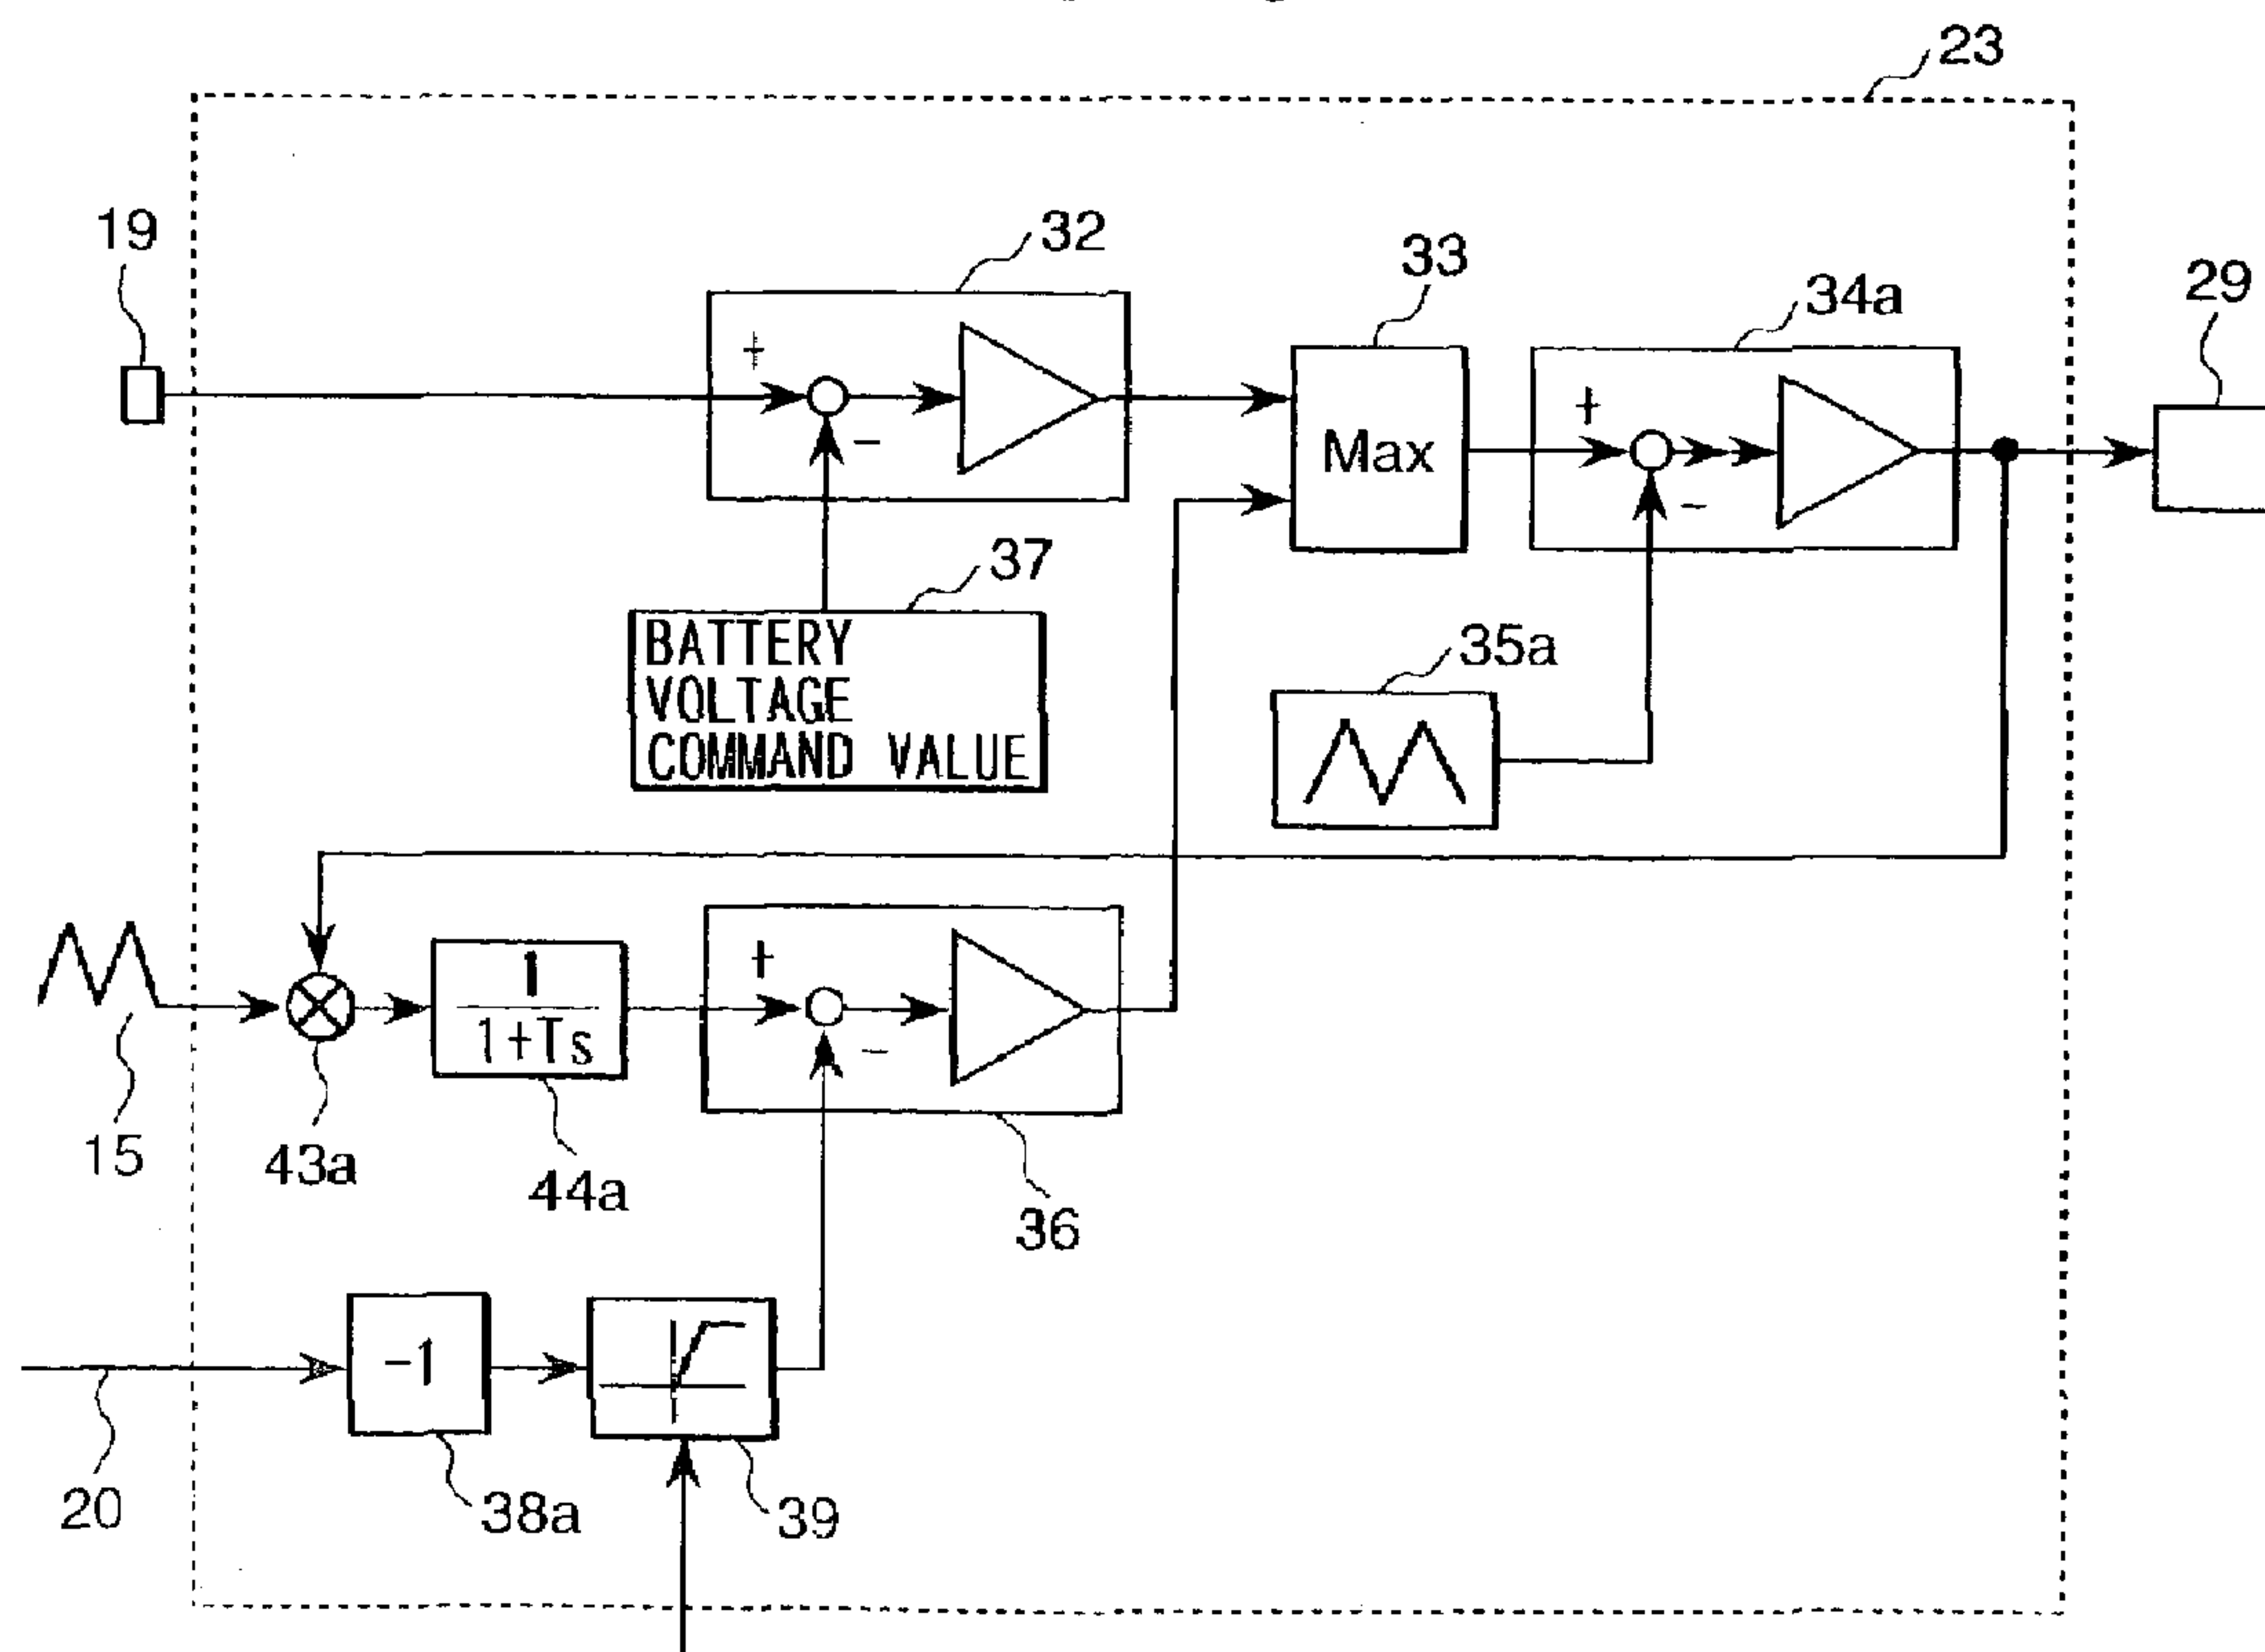 23
19
32
33
34a
29
+
+
Max
-
-
37
BATTERY
VOLTAGE
COMMAND VALUE
35a
+
1
1+Ts
-
15
43a
44a
36
-1
20
38a
39